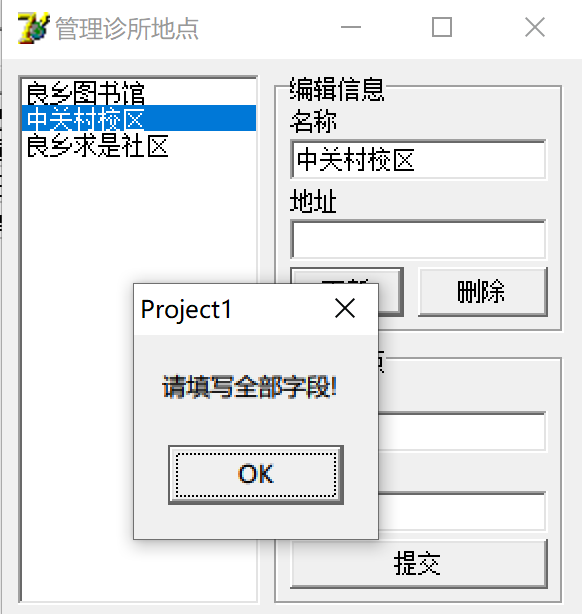 管理诊所地点
良乡图书馆
中关村校区
良乡求是社区
编辑信息
名称
中关村校区
地址
删除
Project1
请填写全部字段!
OK
提交